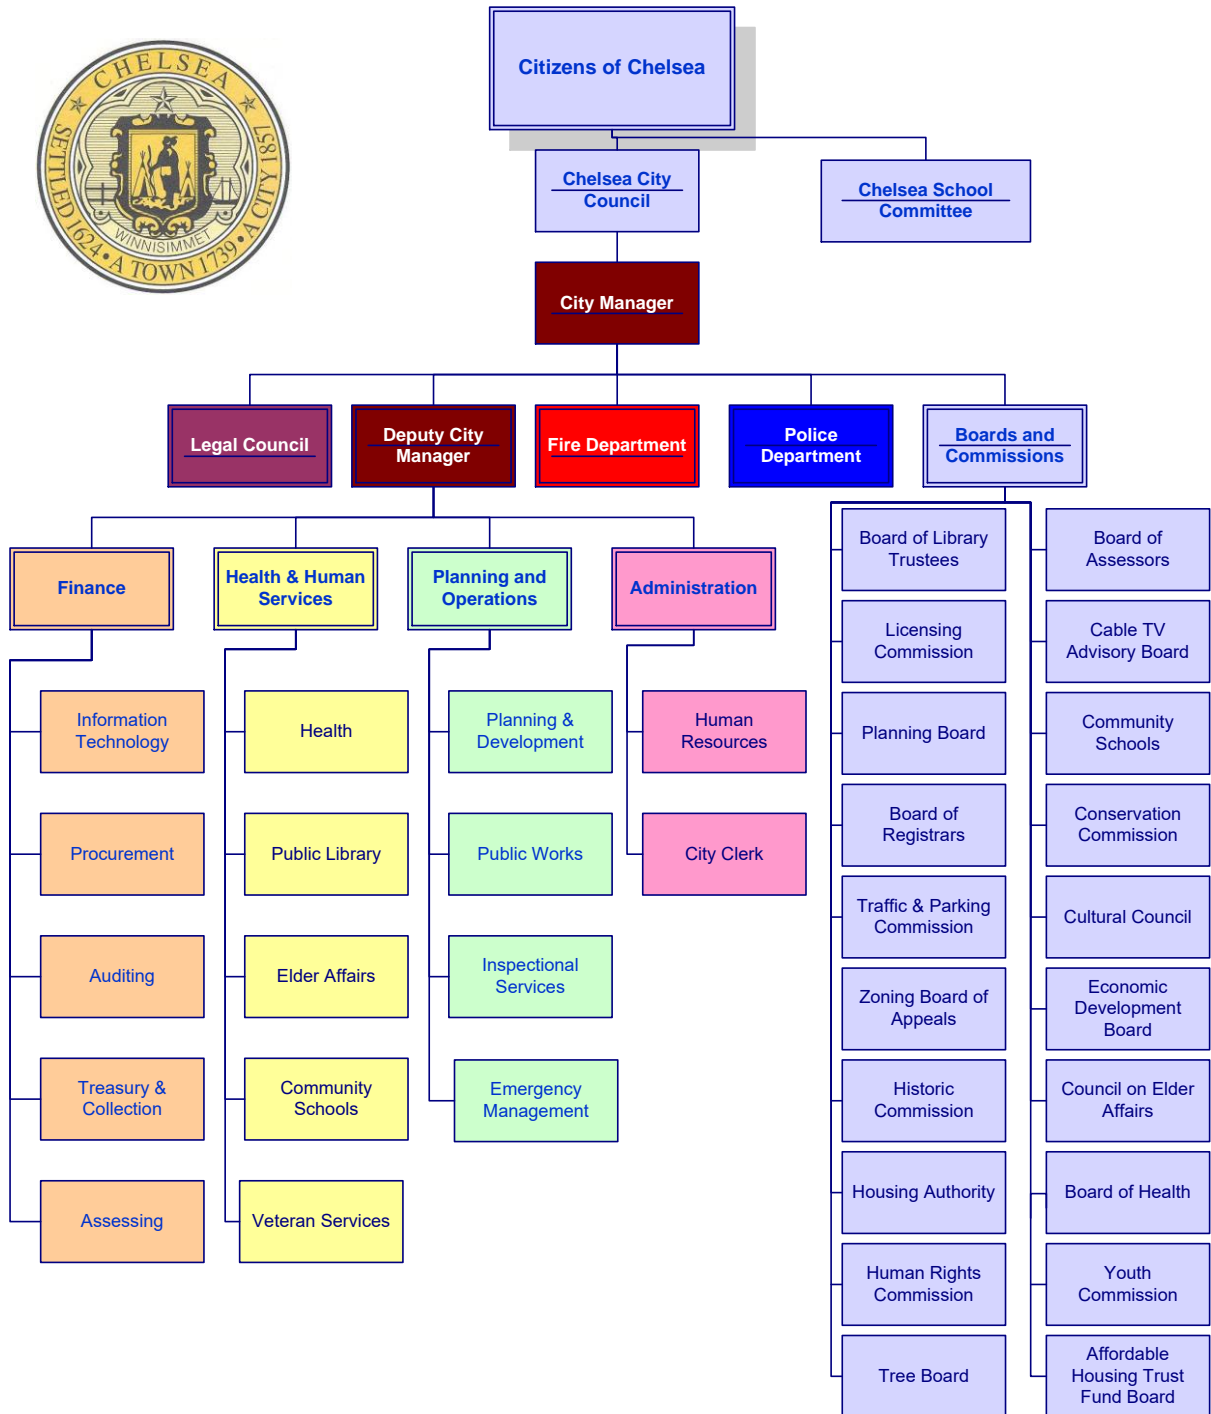 CHELSEA
SETTLED 1624 • A TOWN 1739 • A CITY 1857
WINNISIMMET
Citizens of Chelsea
Chelsea City
Council
Chelsea School
Committee
City Manager
Legal Council
Deputy City
Manager
Fire Department
Police
Department
Boards and
Commissions
Finance
Health & Human
Services
Planning and
Operations
Administration
Information
Technology
Procurement
Auditing
Treasury &
Collection
Assessing
Health
Public Library
Elder Affairs
Community
Schools
Veteran Services
Planning &
Development
Public Works
Inspectional
Services
Emergency
Management
Human
Resources
City Clerk
Board of Library
Trustees
Licensing
Commission
Planning Board
Board of
Registrars
Traffic & Parking
Commission
Zoning Board of
Appeals
Historic
Commission
Housing Authority
Human Rights
Commission
Tree Board
Board of
Assessors
Cable TV
Advisory Board
Community
Schools
Conservation
Commission
Cultural Council
Economic
Development
Board
Council on Elder
Affairs
Board of Health
Youth
Commission
Affordable
Housing Trust
Fund Board